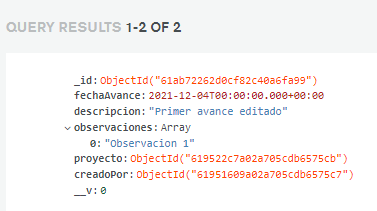 QUERY RESULTS 1-2 OF 2
_id: ObjectId("61ab72262d0cf82c40a6fa99")
fechaAvance: 2021-12-04T00:00:00.000+00:00
descripcion: "Primer avance editado"
observaciones: Array
0: "Observacion 1"
proyecto: ObjectId("619522c7a02a705cdb6575cb")
creadoPor: ObjectId("61951609a02a705cdb6575c7")
__v: 0